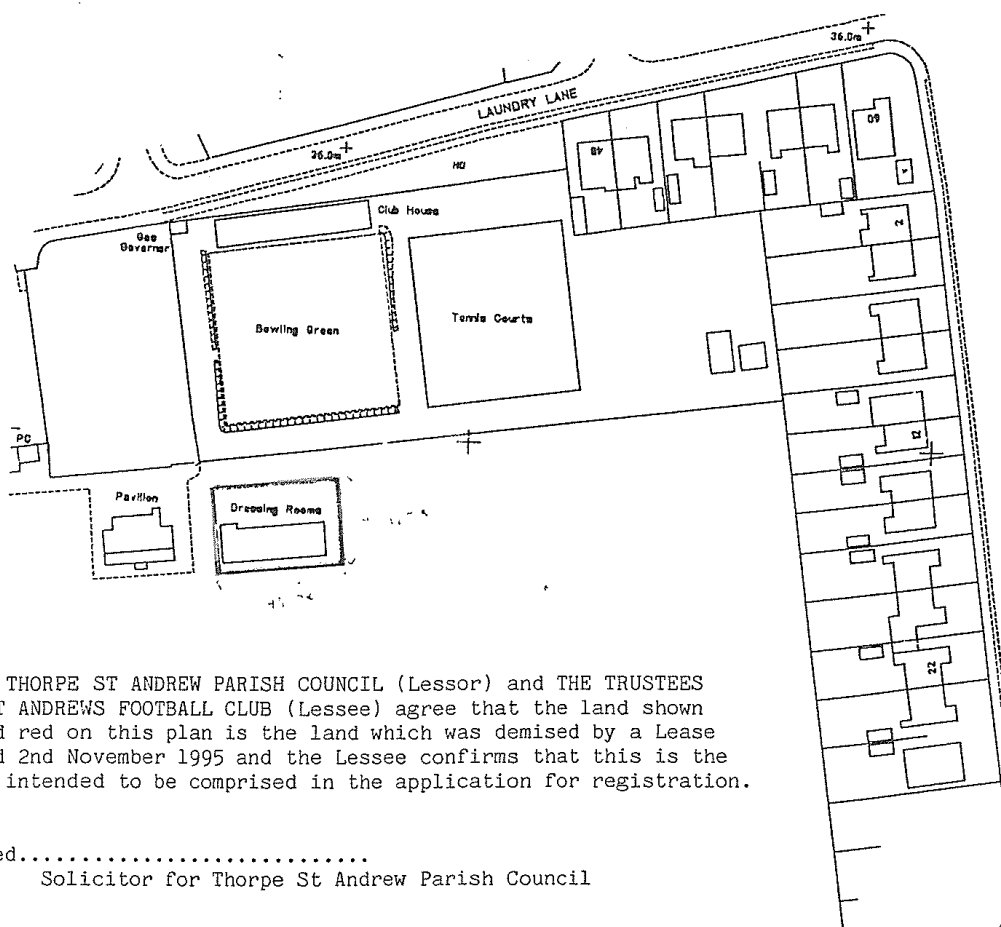 36.0m
LAUNDRY LANE
36.0m
HO
48
60
Club House
Gas
Governor
2
Bowling Green
Tennis Courts
12
PC
Pavilion
Dressing Rooms
22
THORPE ST ANDREW PARISH COUNCIL (Lessor) and THE TRUSTEES
ANDREWS FOOTBALL CLUB (Lessee) agree that the land shown
red on this plan is the land which was demised by a Lease
2nd November 1995 and the Lessee confirms that this is the
intended to be comprised in the application for registration.
ed..............................
Solicitor for Thorpe St Andrew Parish Council